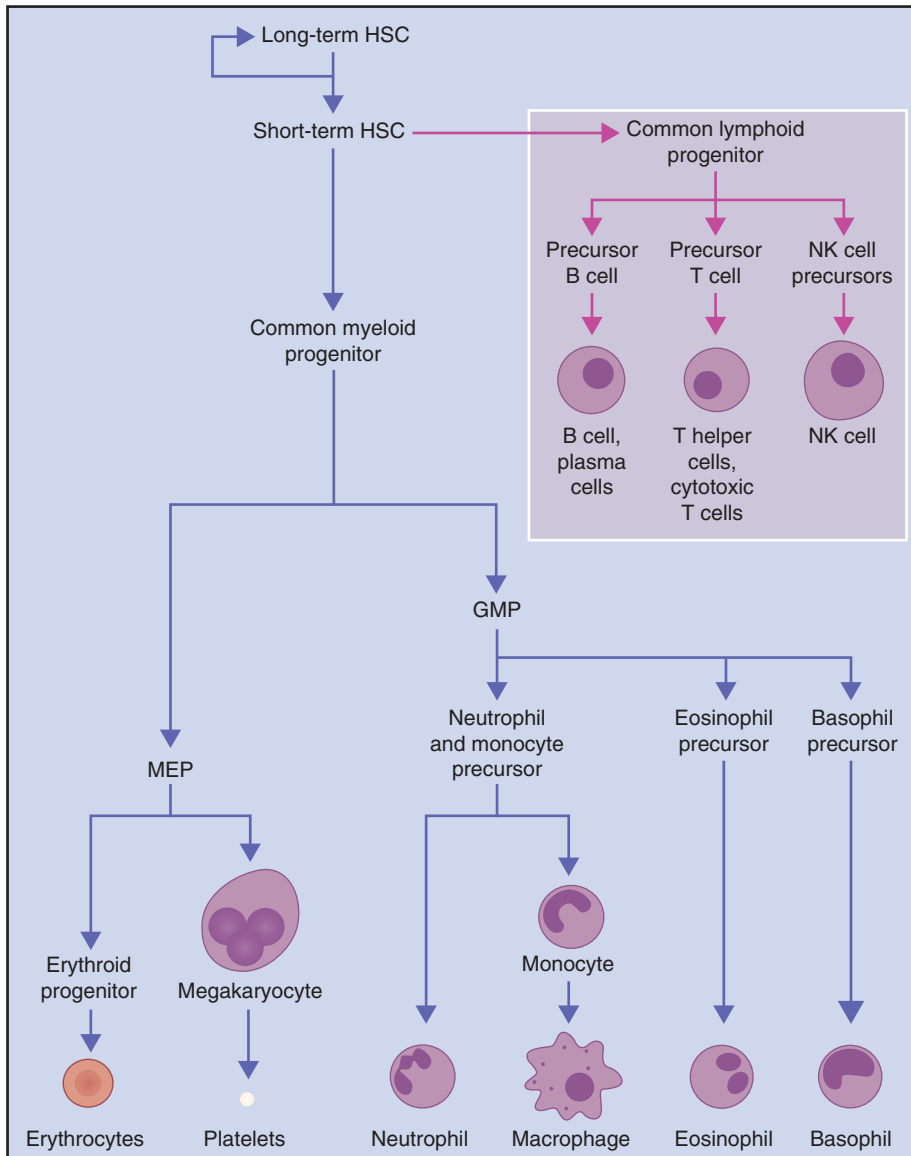 Long-term HSC
Short-term HSC
Common lymphoid
progenitor
Precursor
B cell
Precursor
T cell
NK cell
precursors
B cell,
plasma
cells
T helper
cells,
cytotoxic
T cells
NK cell
Common myeloid
progenitor
GMP
MEP
Neutrophil
and monocyte
precursor
Eosinophil
precursor
Basophil
precursor
Erythroid
progenitor
Megakaryocyte
Monocyte
Erythrocytes
Platelets
Neutrophil
Macrophage
Eosinophil
Basophil